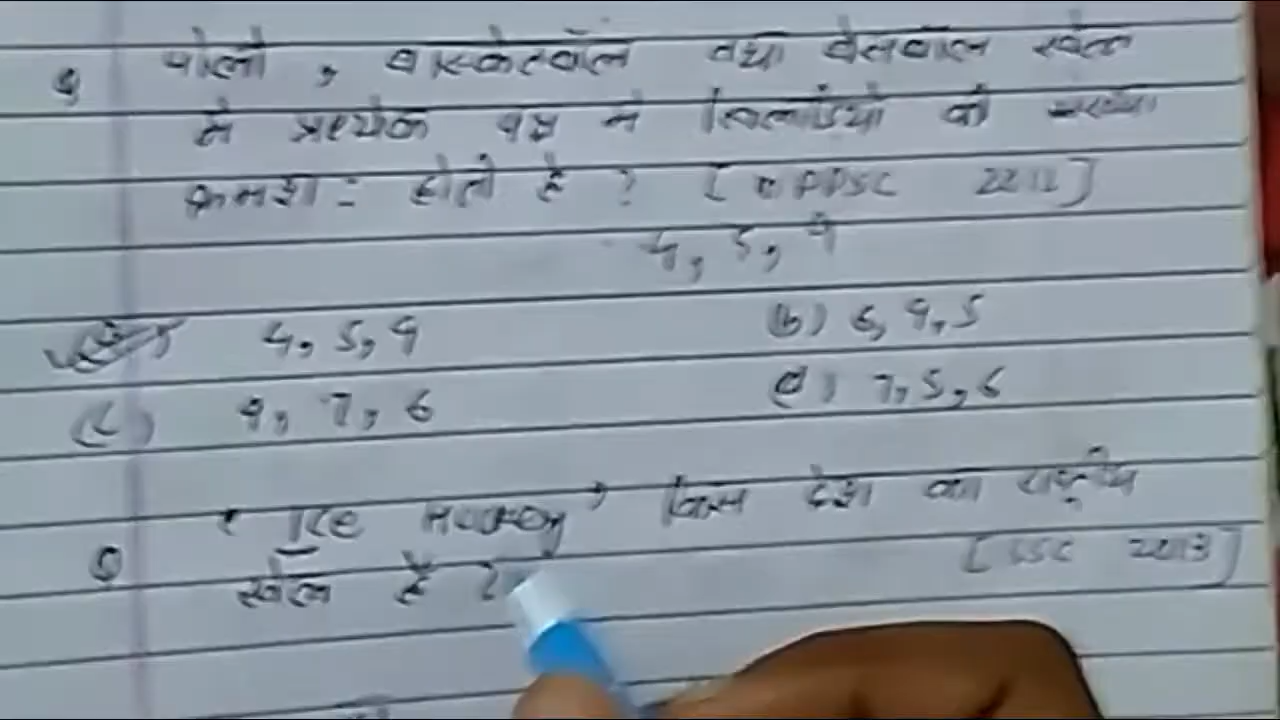 Q पोलो , बास्केटबॉल तथा बेसबॉल खेल
में प्रत्येक पक्ष में खिलाडियो की संख्या
क्रमशः होती है ? [ PPSC 2012 ]
4, 5, 9
4, 5, 9 (b) 6, 9, 5
(c) 9, 7, 6 (d) 7, 5, 6
Q ' Ice Hockey ' किस देश का राष्ट्रीय
खेल है ? [ SSC 2013 ]